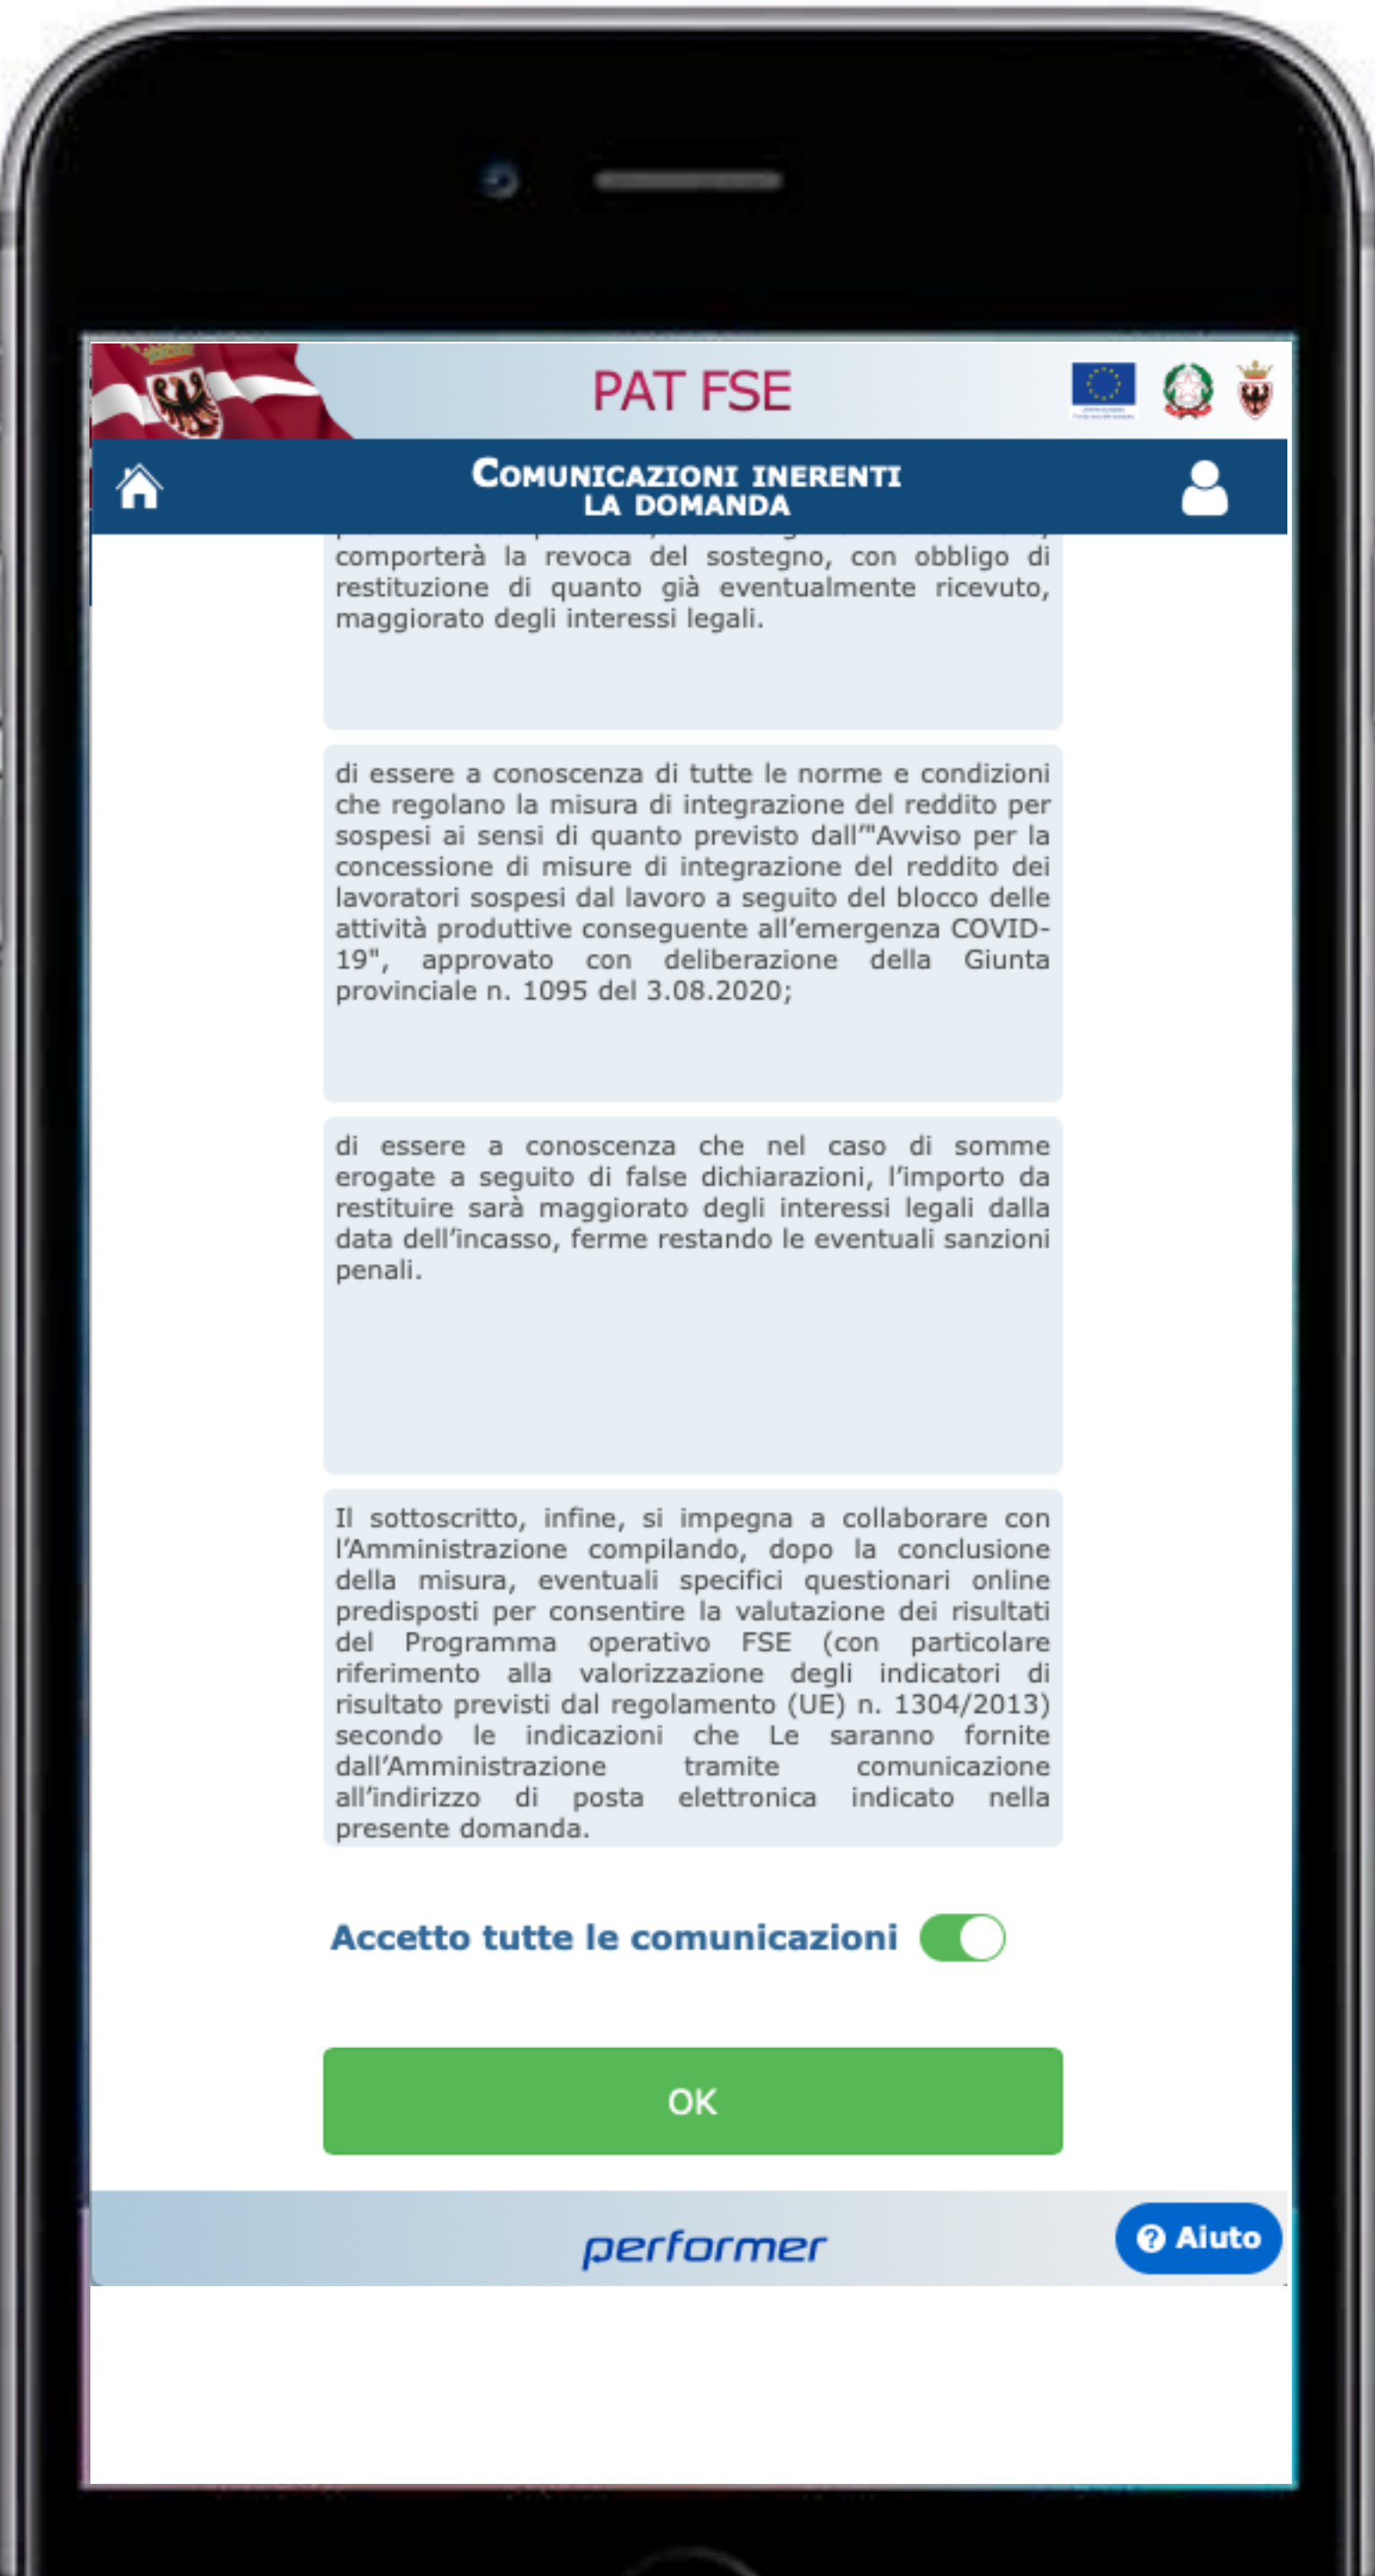 PAT FSE
Comunicazioni inerenti
la domanda
comporterà la revoca del sostegno, con obbligo di
restituzione di quanto già eventualmente ricevuto,
maggiorato degli interessi legali.
di essere a conoscenza di tutte le norme e condizioni
che regolano la misura di integrazione del reddito per
sospesi ai sensi di quanto previsto dall’"Avviso per la
concessione di misure di integrazione del reddito dei
lavoratori sospesi dal lavoro a seguito del blocco delle
attività produttive conseguente all’emergenza COVID-
19", approvato con deliberazione della Giunta
provinciale n. 1095 del 3.08.2020;
di essere a conoscenza che nel caso di somme
erogate a seguito di false dichiarazioni, l’importo da
restituire sarà maggiorato degli interessi legali dalla
data dell’incasso, ferme restando le eventuali sanzioni
penali.
Il sottoscritto, infine, si impegna a collaborare con
l’Amministrazione compilando, dopo la conclusione
della misura, eventuali specifici questionari online
predisposti per consentire la valutazione dei risultati
del Programma operativo FSE (con particolare
riferimento alla valorizzazione degli indicatori di
risultato previsti dal regolamento (UE) n. 1304/2013)
secondo le indicazioni che Le saranno fornite
dall’Amministrazione tramite comunicazione
all’indirizzo di posta elettronica indicato nella
presente domanda.
Accetto tutte le comunicazioni
OK
performer
? Aiuto